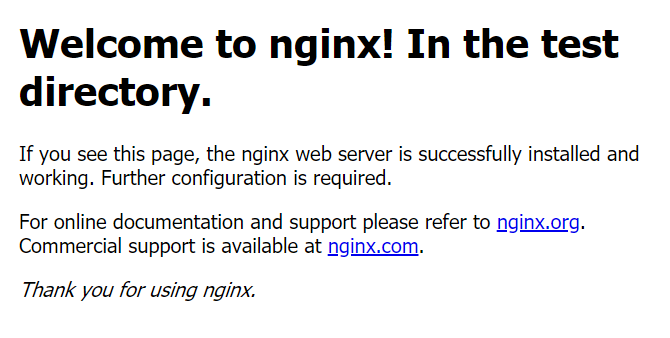 Welcome to nginx! In the test
directory.
If you see this page, the nginx web server is successfully installed and
working. Further configuration is required.
For online documentation and support please refer to nginx.org.
Commercial support is available at nginx.com.
Thank you for using nginx.